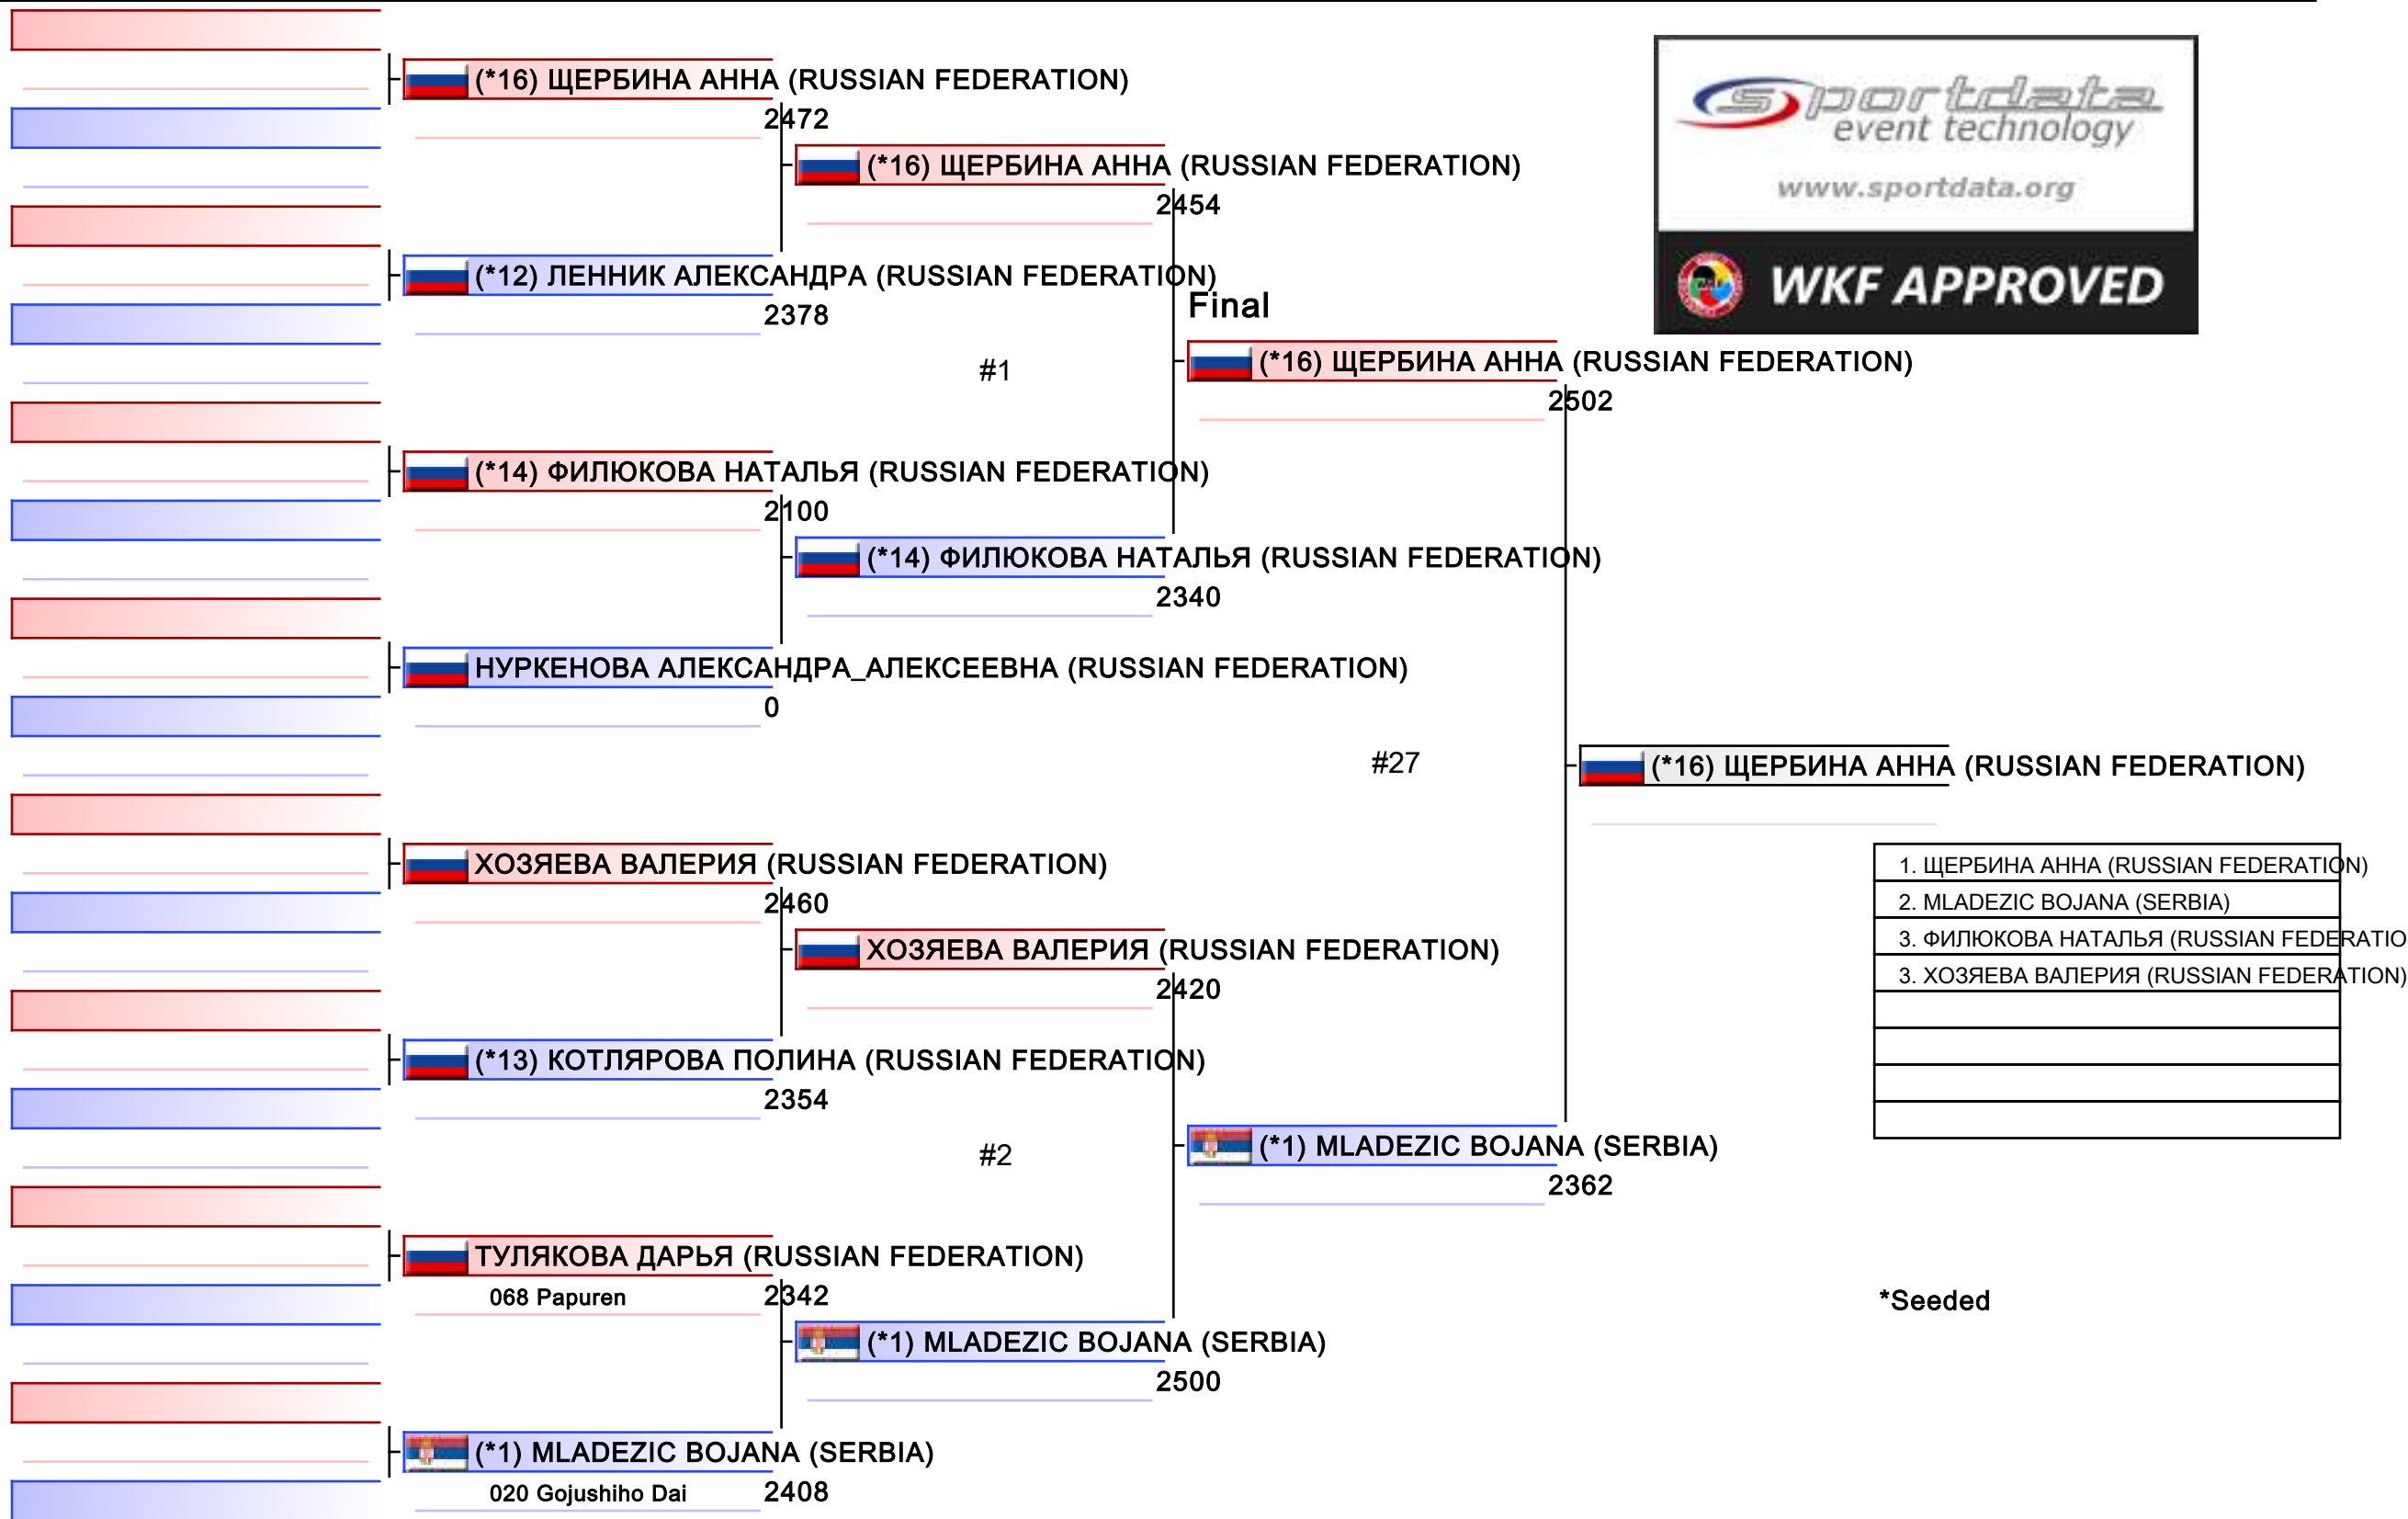 (*16) ЩЕРБИНА АННА (RUSSIAN FEDERATION)
2472
(*16) ЩЕРБИНА АННА (RUSSIAN FEDERATION)
2454
(*12) ЛЕННИК АЛЕКСАНДРА (RUSSIAN FEDERATION)
2378
Final
#1
(*16) ЩЕРБИНА АННА (RUSSIAN FEDERATION)
2502
(*14) ФИЛЮКОВА НАТАЛЬЯ (RUSSIAN FEDERATION)
2100
(*14) ФИЛЮКОВА НАТАЛЬЯ (RUSSIAN FEDERATION)
2340
НУРКЕНОВА АЛЕКСАНДРА_АЛЕКСЕЕВНА (RUSSIAN FEDERATION)
0
#27
(*16) ЩЕРБИНА АННА (RUSSIAN FEDERATION)
ХОЗЯЕВА ВАЛЕРИЯ (RUSSIAN FEDERATION)
2460
ХОЗЯЕВА ВАЛЕРИЯ (RUSSIAN FEDERATION)
2420
(*13) КОТЛЯРОВА ПОЛИНА (RUSSIAN FEDERATION)
2354
#2
(*1) MLADEZIC BOJANA (SERBIA)
2362
ТУЛЯКОВА ДАРЬЯ (RUSSIAN FEDERATION)
068 Papuren 2342
(*1) MLADEZIC BOJANA (SERBIA)
2500
(*1) MLADEZIC BOJANA (SERBIA)
020 Gojushiho Dai 2408
sportdata
event technology
www.sportdata.org
WKF APPROVED
1. ЩЕРБИНА АННА (RUSSIAN FEDERATION)
2. MLADEZIC BOJANA (SERBIA)
3. ФИЛЮКОВА НАТАЛЬЯ (RUSSIAN FEDERATIO
3. ХОЗЯЕВА ВАЛЕРИЯ (RUSSIAN FEDERATION)
*Seeded